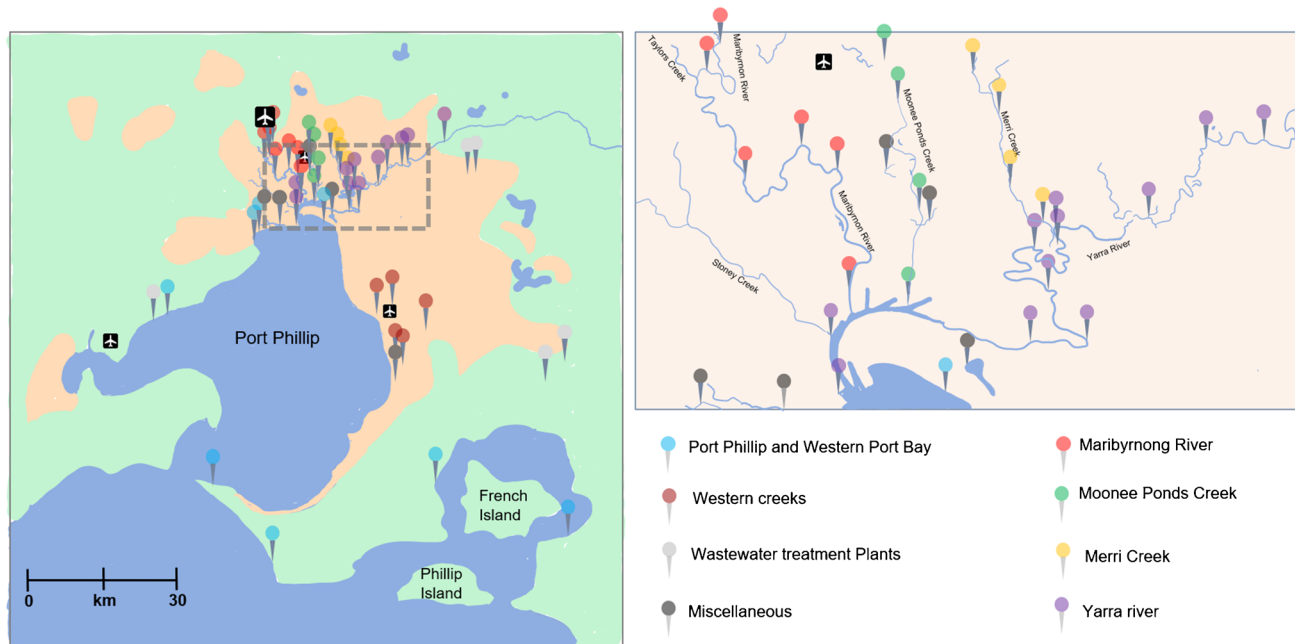 Port Phillip
French
Island
Phillip
Island
0 km 30
Taylors Creek
Maribyrnon River
Moonee Ponds Creek
Merri Creek
Maribyrnon River
Stoney Creek
Yarra River
Port Phillip and Western Port Bay
Maribyrnong River
Western creeks
Moonee Ponds Creek
Wastewater treatment Plants
Merri Creek
Miscellaneous
Yarra river